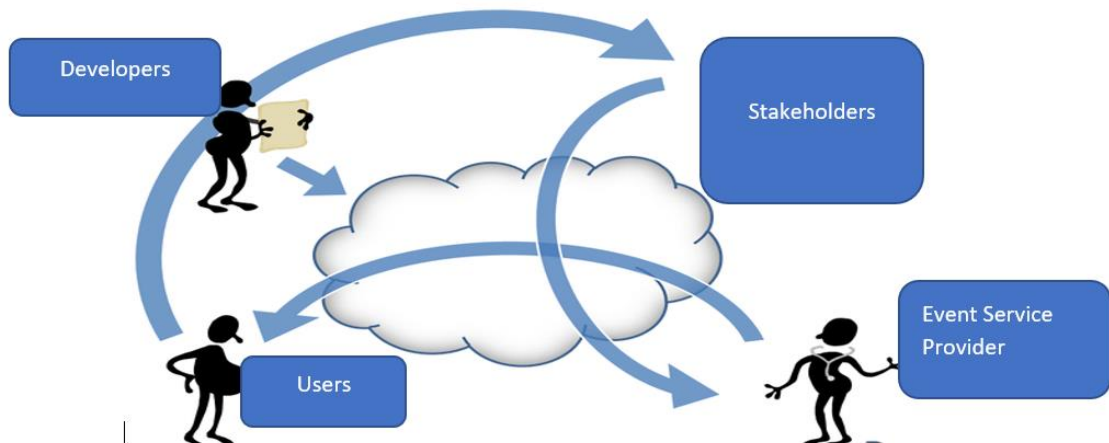 Developers
Stakeholders
Event Service
Provider
Users